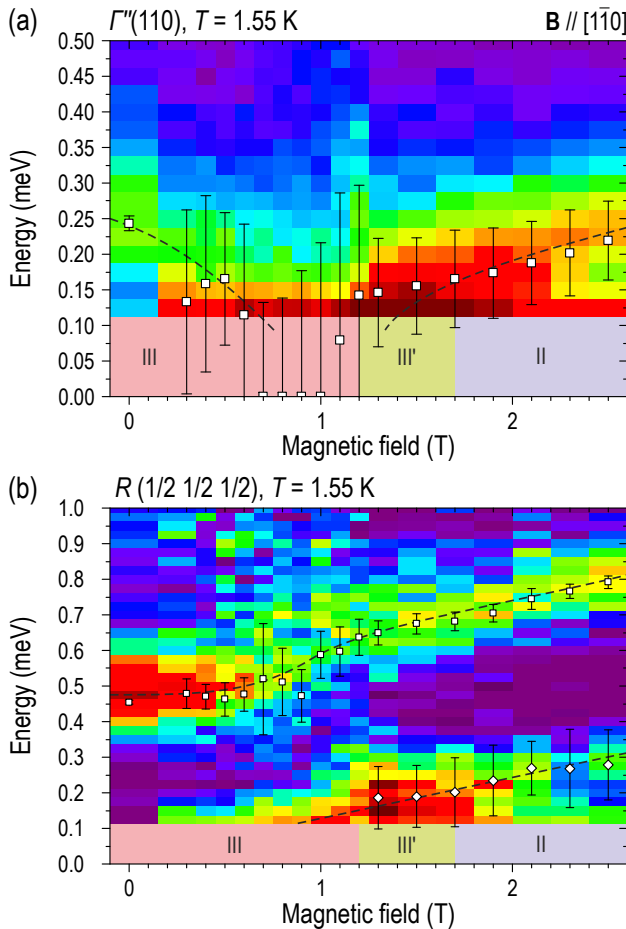 (a) Γ″(110), T = 1.55 K B // [11̅0]
0.50
0.45
0.40
0.35
0.30
0.25
0.20
0.15
0.10
0.05
0.00
Energy (meV)
III III' II
0 1 2
Magnetic field (T)
(b) R (1/2 1/2 1/2), T = 1.55 K
1.0
0.9
0.8
0.7
0.6
0.5
0.4
0.3
0.2
0.1
0.0
Energy (meV)
III III' II
0 1 2
Magnetic field (T)